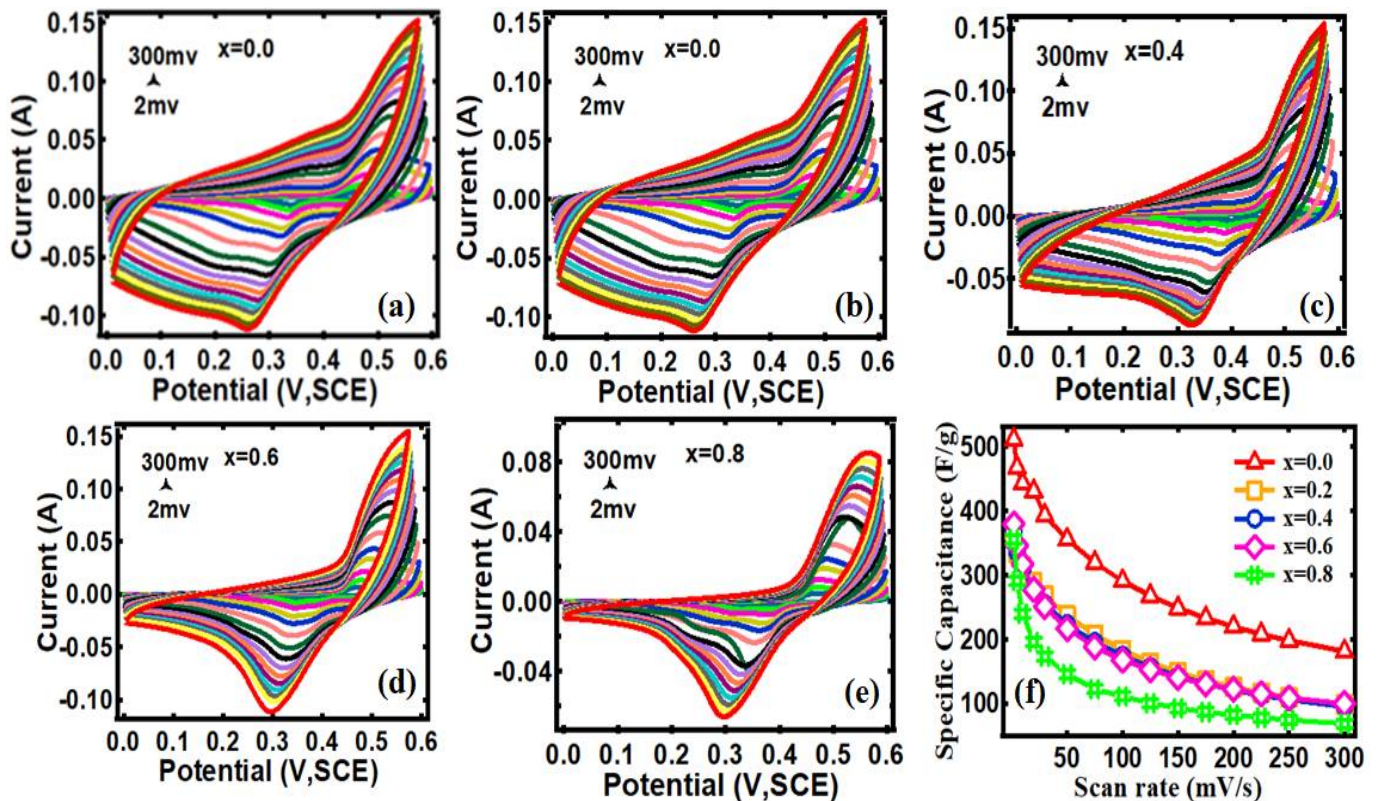 0.15
0.10
0.05
0.00
-0.05
-0.10
Current (A)
300mv
2mv
x=0.0
(a)
0.0 0.1 0.2 0.3 0.4 0.5 0.6
Potential (V,SCE)
0.15
0.10
0.05
0.00
-0.05
-0.10
Current (A)
300mv
2mv
x=0.0
(b)
0.0 0.1 0.2 0.3 0.4 0.5 0.6
Potential (V,SCE)
0.15
0.10
0.05
0.00
-0.05
Current (A)
300mv
2mv
x=0.4
(c)
0.0 0.1 0.2 0.3 0.4 0.5 0.6
Potential (V,SCE)
0.15
0.10
0.05
0.00
-0.05
-0.10
Current (A)
300mv
2mv
x=0.6
(d)
0.0 0.1 0.2 0.3 0.4 0.5 0.6
Potential (V,SCE)
0.08
0.04
0.00
-0.04
Current (A)
300mv
2mv
x=0.8
(e)
0.0 0.1 0.2 0.3 0.4 0.5 0.6
Potential (V,SCE)
500
400
300
200
100
Specific Capacitance (F/g)
x=0.0
x=0.2
x=0.4
x=0.6
x=0.8
(f)
50 100 150 200 250 300
Scan rate (mV/s)